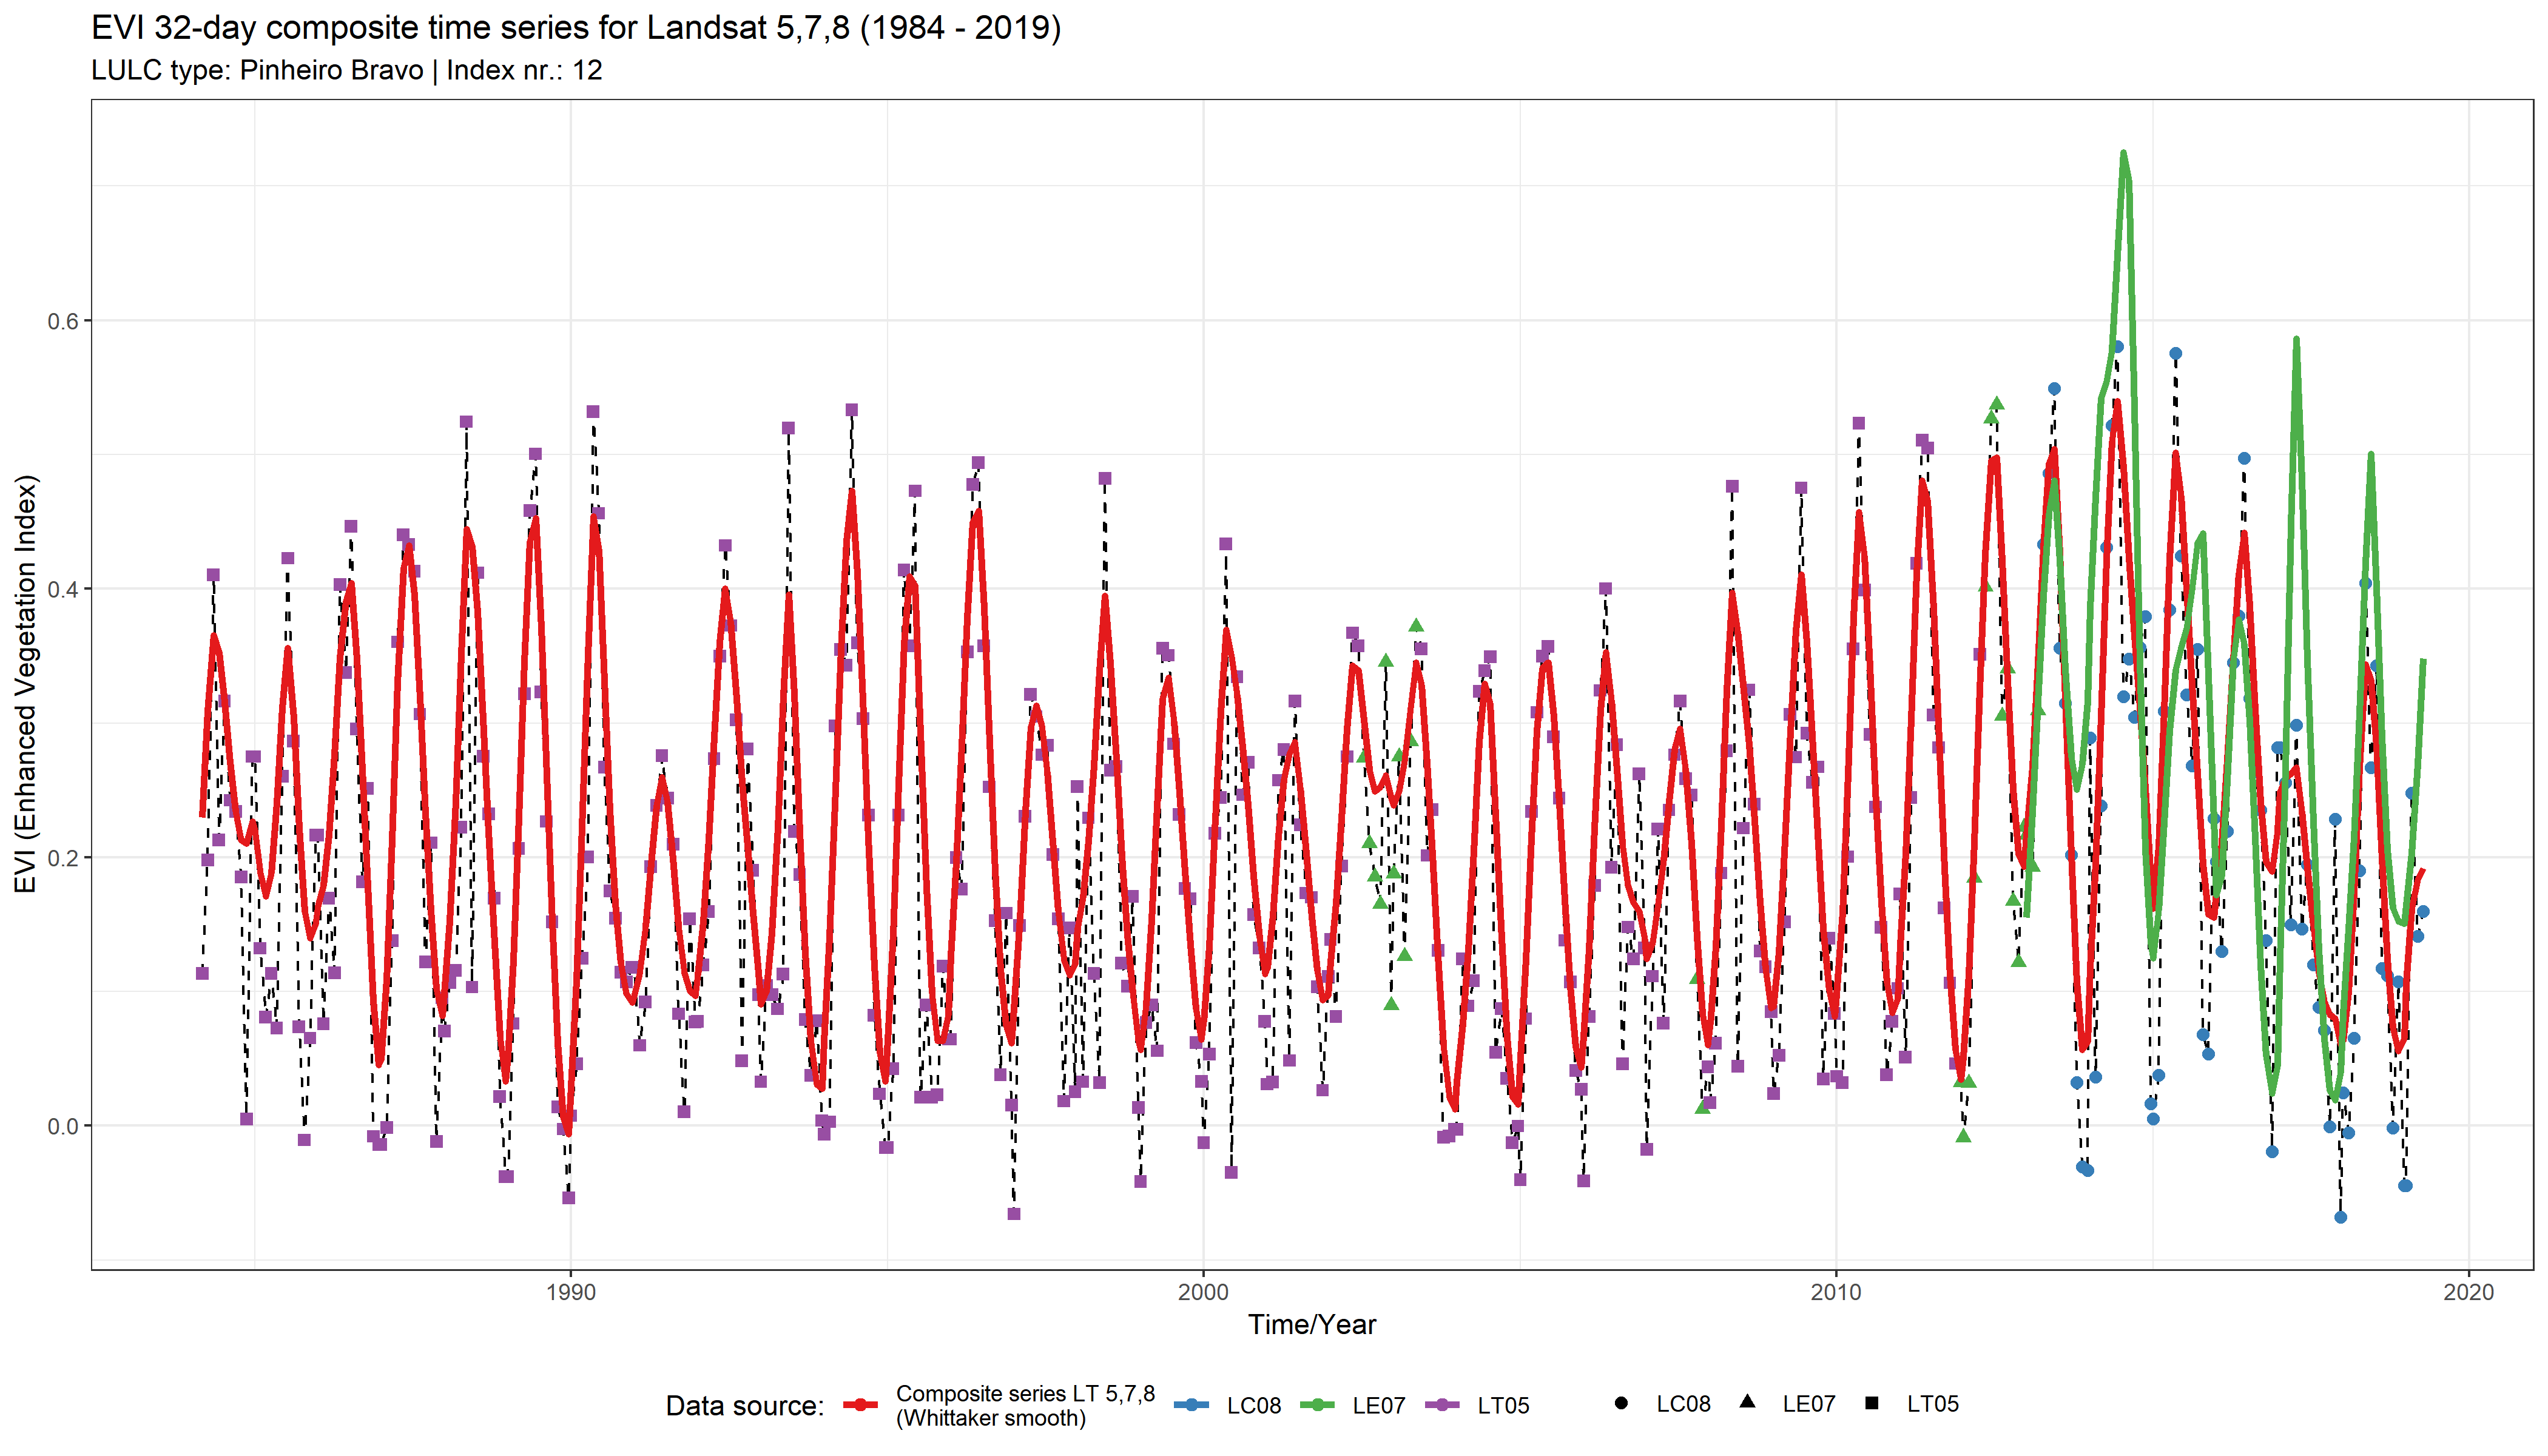 EVI 32-day composite time series for Landsat 5,7,8 (1984 - 2019)
LULC type: Pinheiro Bravo | Index nr.: 12
EVI (Enhanced Vegetation Index)
0.6
0.4
0.2
0.0
1990 2000 2010 2020
Time/Year
Data source: Composite series LT 5,7,8 LC08 LE07 LT05 LC08 LE07 LT05
(Whittaker smooth)